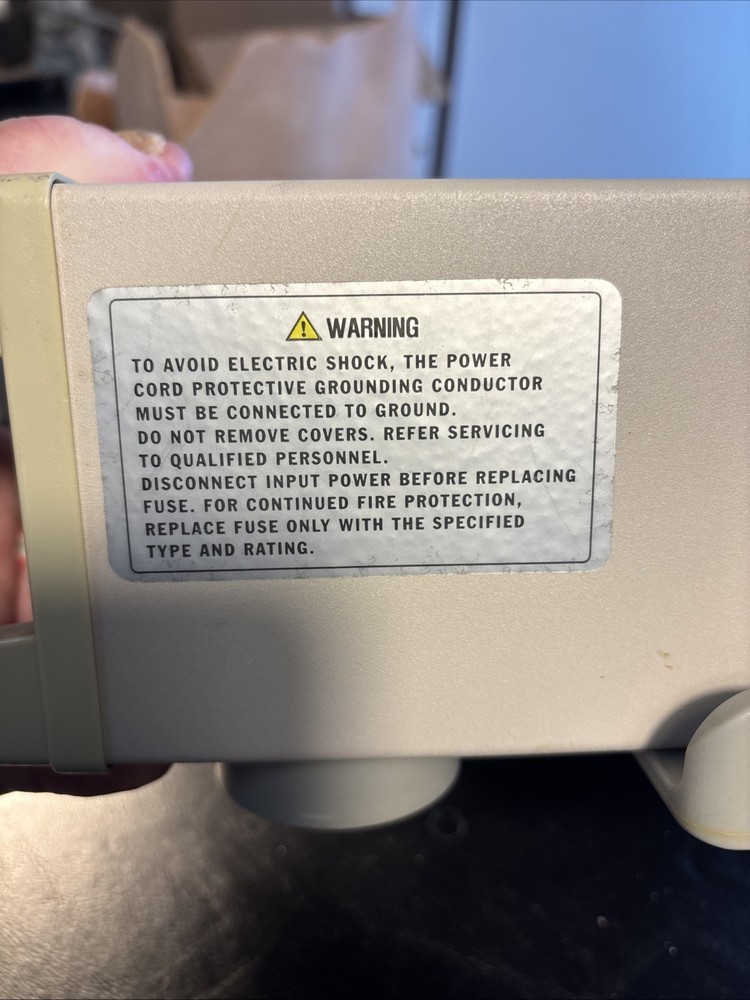 WARNING
TO AVOID ELECTRIC SHOCK, THE POWER
CORD PROTECTIVE GROUNDING CONDUCTOR
MUST BE CONNECTED TO GROUND.
DO NOT REMOVE COVERS. REFER SERVICING
TO QUALIFIED PERSONNEL.
DISCONNECT INPUT POWER BEFORE REPLACING
FUSE. FOR CONTINUED FIRE PROTECTION,
REPLACE FUSE ONLY WITH THE SPECIFIED
TYPE AND RATING.